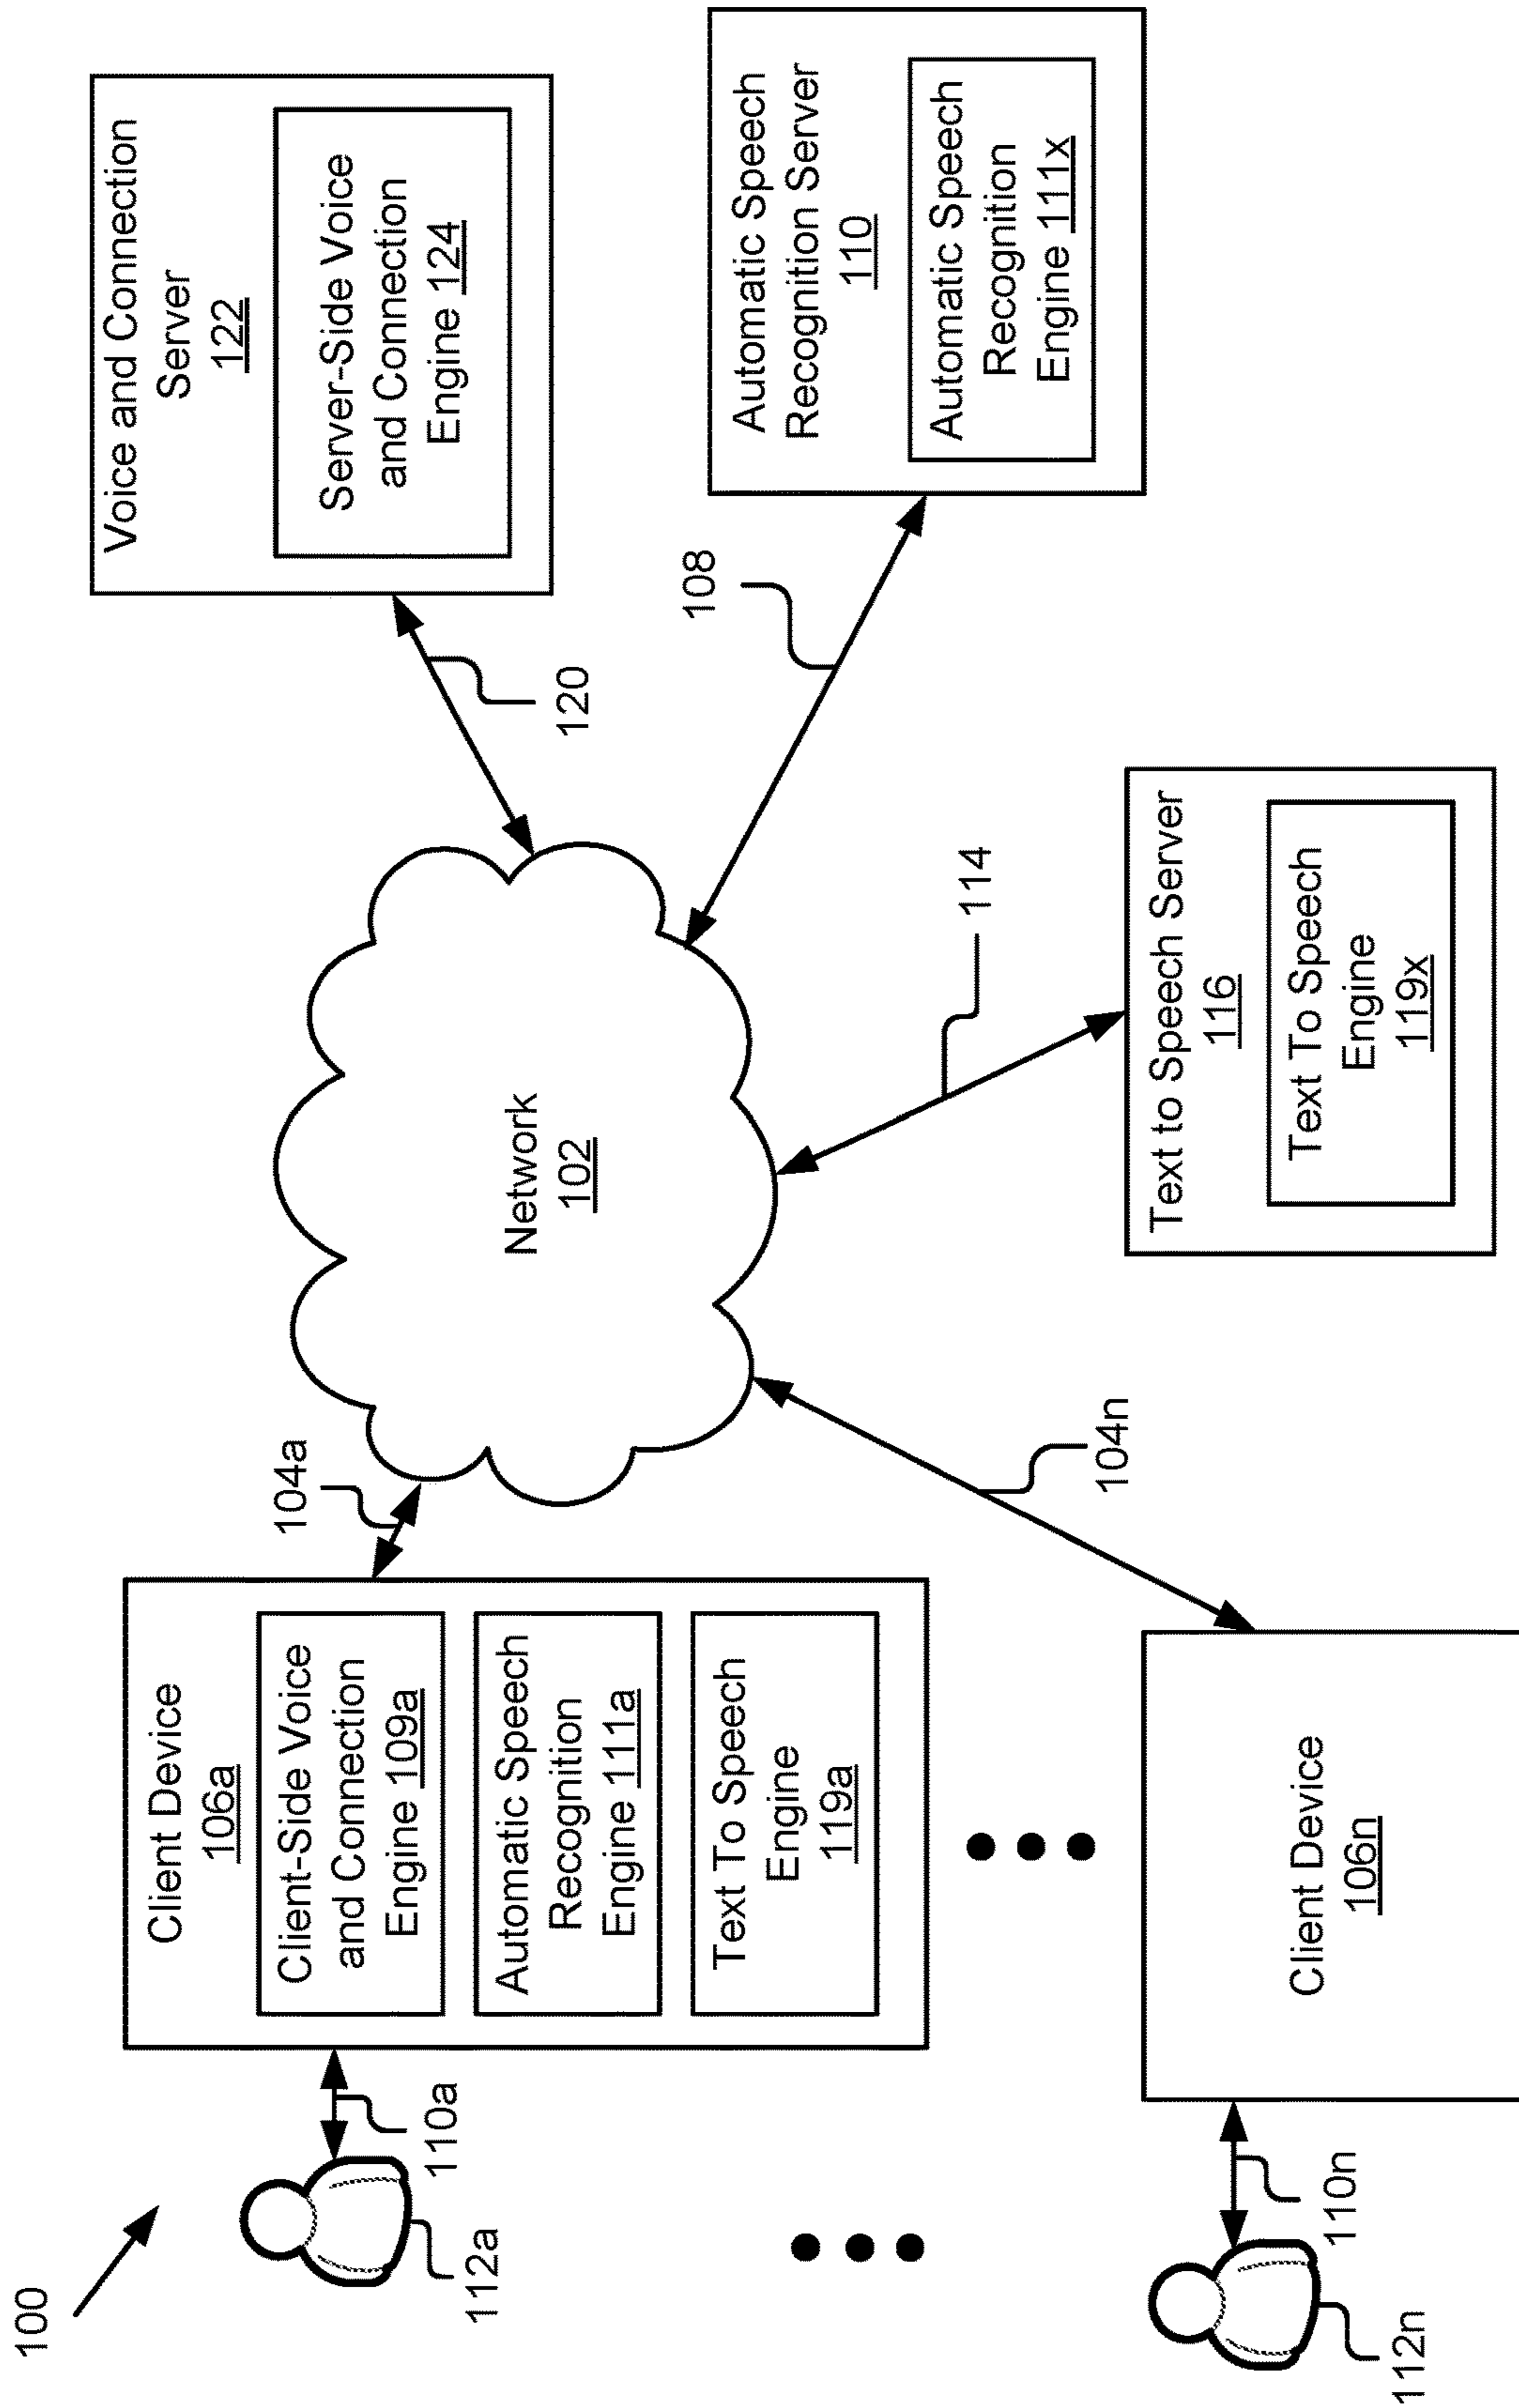 100
112a
110a
Client Device
106a
Client-Side Voice
and Connection
Engine 109a
Automatic Speech
Recognition
Engine 111a
Text To Speech
Engine
119a
104a
Network
102
120
Voice and Connection
Server
122
Server-Side Voice
and Connection
Engine 124
108
Automatic Speech
Recognition Server
110
Automatic Speech
Recognition
Engine 111x
114
Text to Speech Server
116
Text To Speech
Engine
119x
104n
Client Device
106n
110n
112n